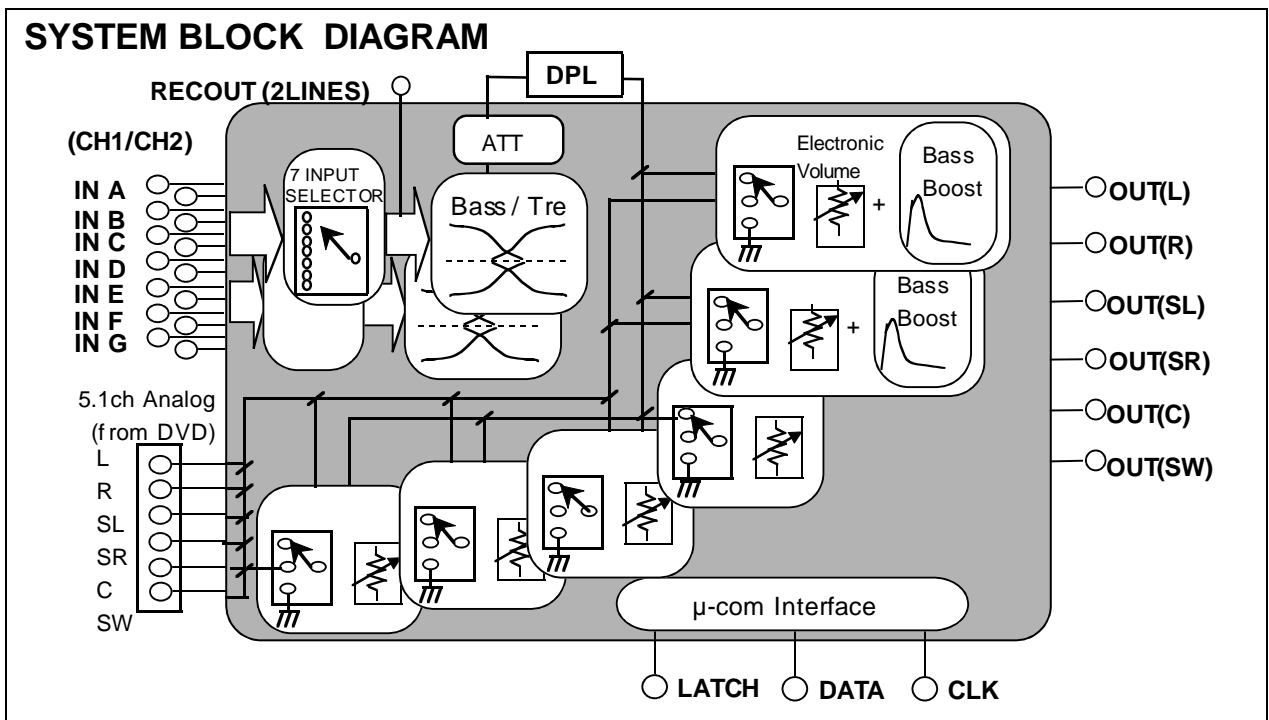 SYSTEM BLOCK DIAGRAM
DPL
RECOUT (2LINES)
(CH1/CH2)
ATT
7 INPUT
SELECTOR
Bass / Tre
IN A
IN B
IN C
IN D
IN E
IN F
IN G
Electronic
Volume
+
Bass
Boost
+
Bass
Boost
OUT(L)
OUT(R)
OUT(SL)
OUT(SR)
OUT(C)
OUT(SW)
5.1ch Analog
(from DVD)
L
R
SL
SR
C
SW
µ-com Interface
LATCH
DATA
CLK